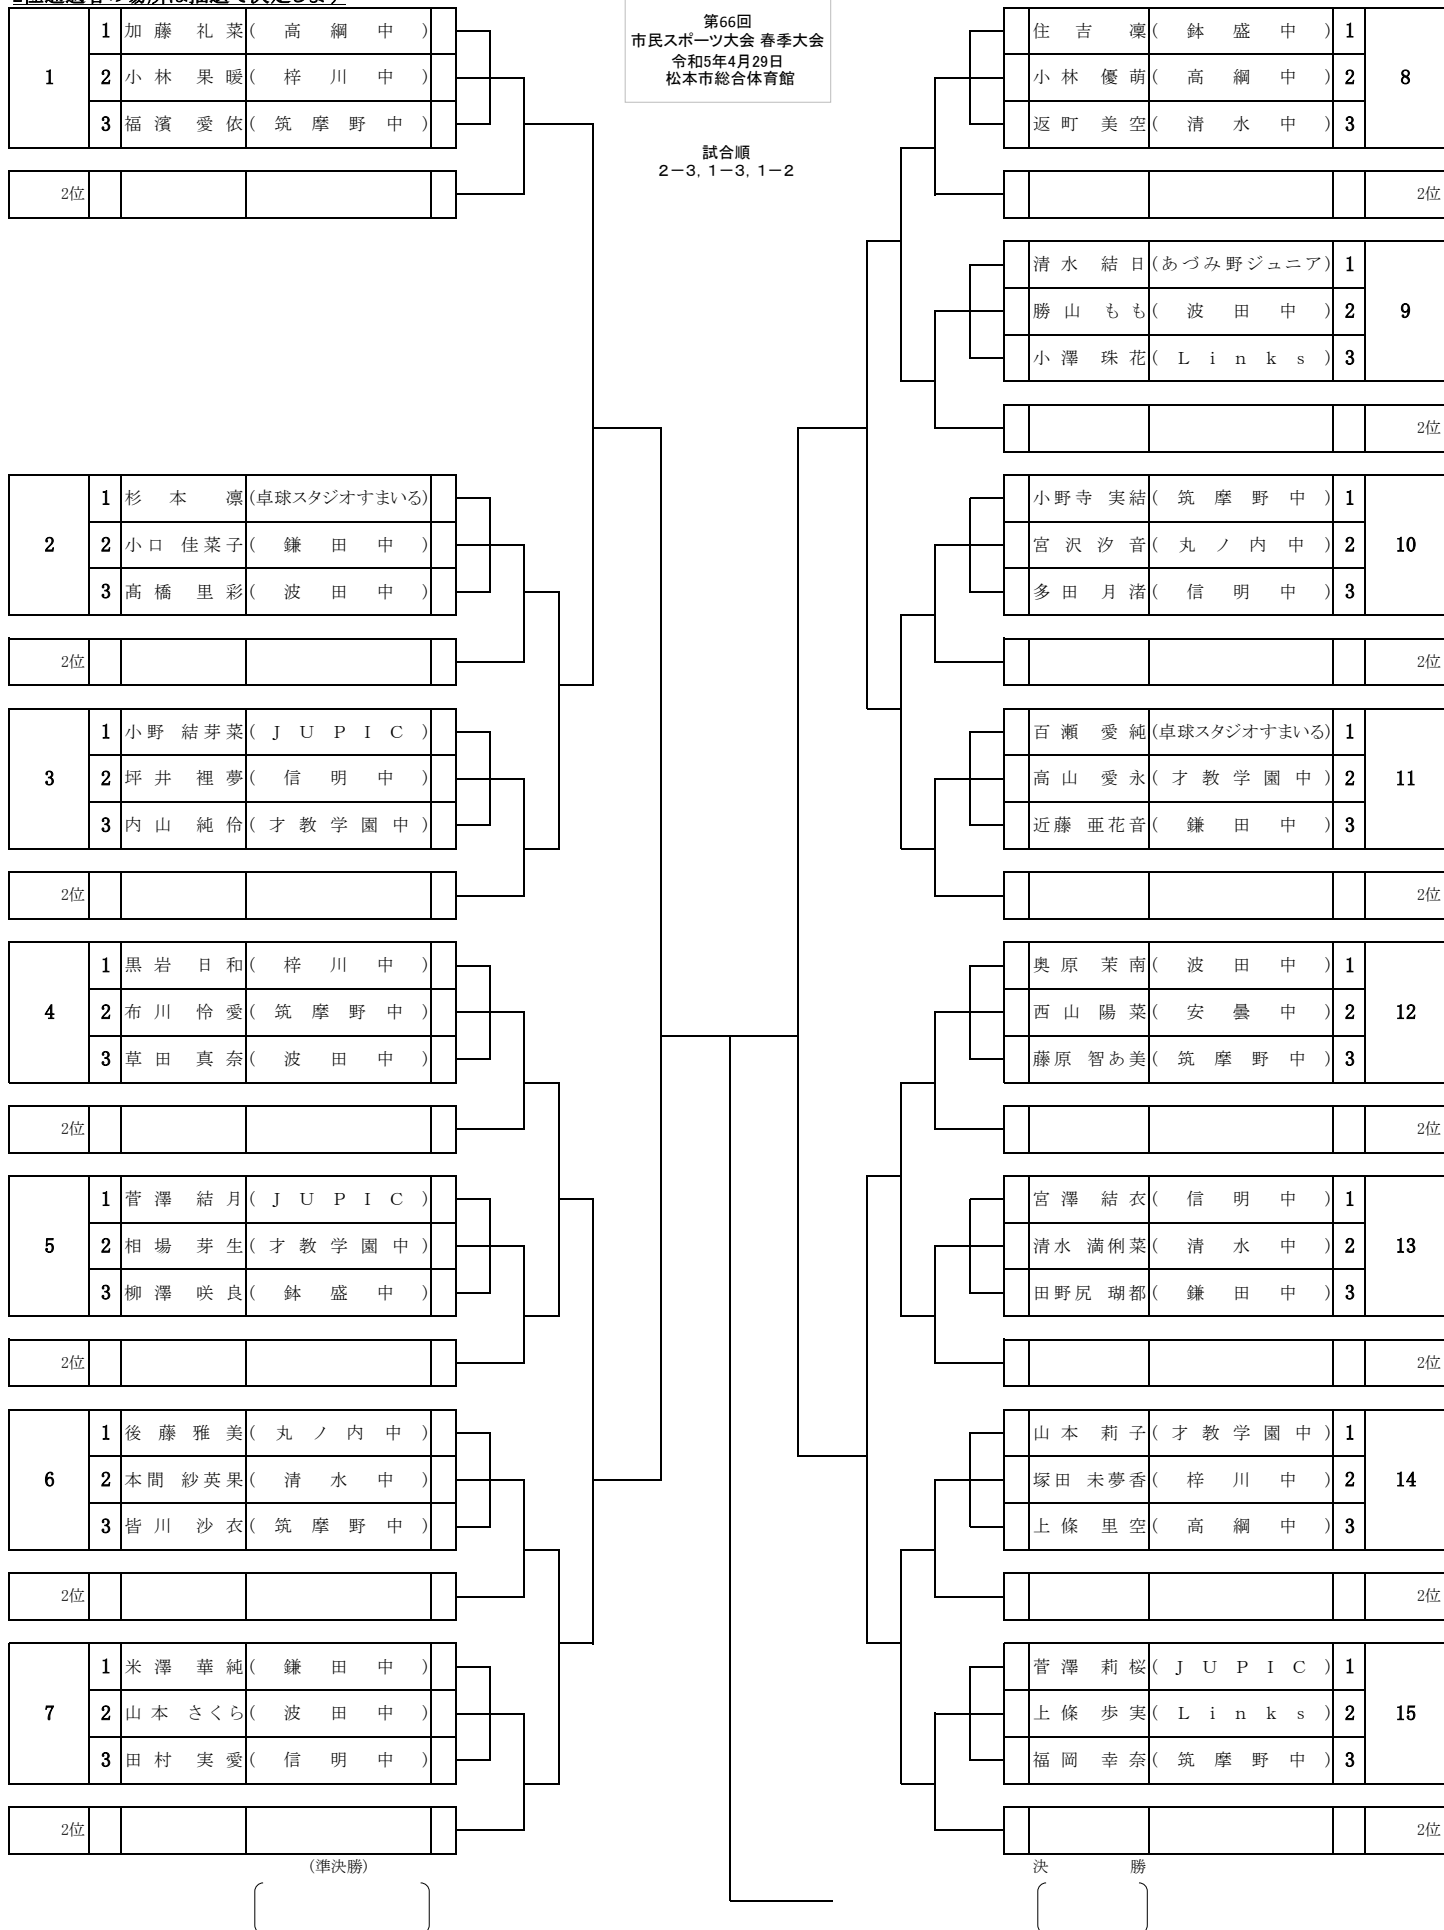 2位通過者の場所は抽選で決定します
第66回
市民スポーツ大会 春季大会
令和5年4月29日
松本市総合体育館
試合順
2－3, 1－3, 1－2
1
1 加藤 礼菜 (高綱中)
2 小林 果暖 (梓川中)
3 福濱 愛依 (筑摩野中)
2位
2
1 杉本 凛 (卓球スタジオすまいる)
2 小口 佳菜子 (鎌田中)
3 髙橋 里彩 (波田中)
2位
3
1 小野 結芽菜 (JUPIC)
2 坪井 裡夢 (信明中)
3 内山 純伶 (才教学園中)
2位
4
1 黒岩 日和 (梓川中)
2 布川 怜愛 (筑摩野中)
3 草田 真奈 (波田中)
2位
5
1 菅澤 結月 (JUPIC)
2 相場 芽生 (才教学園中)
3 柳澤 咲良 (鉢盛中)
2位
6
1 後藤 雅美 (丸ノ内中)
2 本間 紗英果 (清水中)
3 皆川 沙衣 (筑摩野中)
2位
7
1 米澤 華純 (鎌田中)
2 山本 さくら (波田中)
3 田村 実愛 (信明中)
2位
(準決勝)
住吉 凜 (鉢盛中) 1
小林 優萌 (高綱中) 2
返町 美空 (清水中) 3
8
2位
清水 結日 (あづみ野ジュニア) 1
勝山 もも (波田中) 2
小澤 珠花 (Links) 3
9
2位
小野寺 実結 (筑摩野中) 1
宮沢 汐音 (丸ノ内中) 2
多田 月渚 (信明中) 3
10
2位
百瀬 愛純 (卓球スタジオすまいる) 1
高山 愛永 (才教学園中) 2
近藤 亜花音 (鎌田中) 3
11
2位
奥原 茉南 (波田中) 1
西山 陽菜 (安曇中) 2
藤原 智あ美 (筑摩野中) 3
12
2位
宮澤 結衣 (信明中) 1
清水 満俐菜 (清水中) 2
田野尻 瑚都 (鎌田中) 3
13
2位
山本 莉子 (才教学園中) 1
塚田 未夢香 (梓川中) 2
上條 里空 (高綱中) 3
14
2位
菅澤 莉桜 (JUPIC) 1
上條 歩実 (Links) 2
福岡 幸奈 (筑摩野中) 3
15
2位
決勝